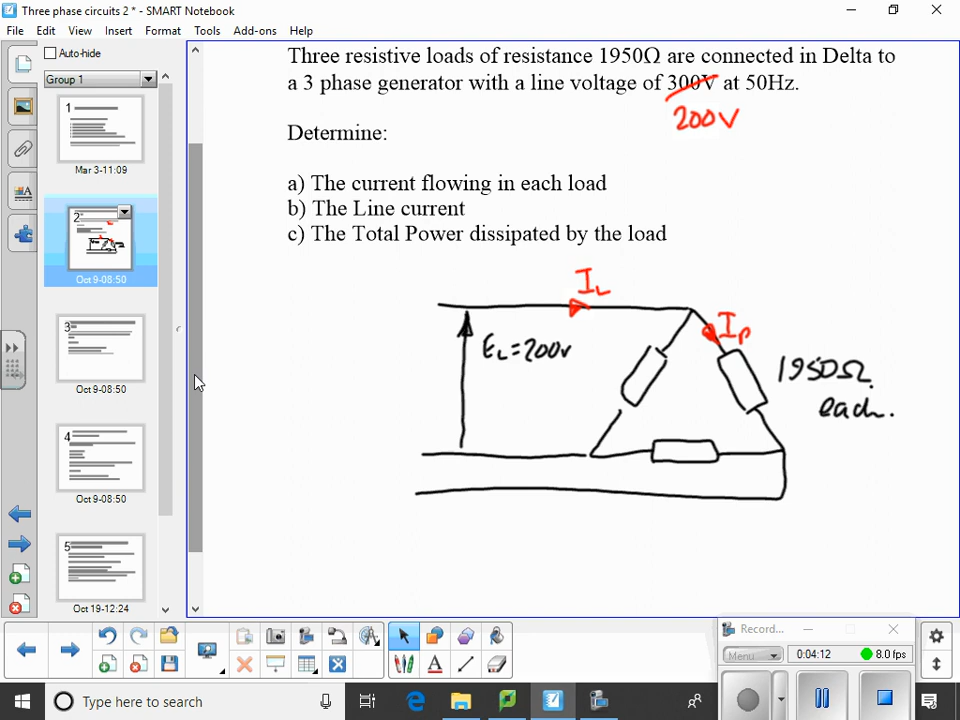 Three phase circuits 2 * - SMART Notebook
File Edit View Insert Format Tools Add-ons Help
Auto-hide
Group 1
1
Mar 3-11:09
2
Oct 9-08:50
3
Oct 9-08:50
4
Oct 9-08:50
5
Oct 19-12:24
Three resistive loads of resistance 1950Ω are connected in Delta to
a 3 phase generator with a line voltage of 300V at 50Hz.
200V
Determine:
a) The current flowing in each load
b) The Line current
c) The Total Power dissipated by the load
IL
IP
EL=200v
1950Ω
each.
A
Record...
Menu
0:04:12
8.0 fps
Type here to search